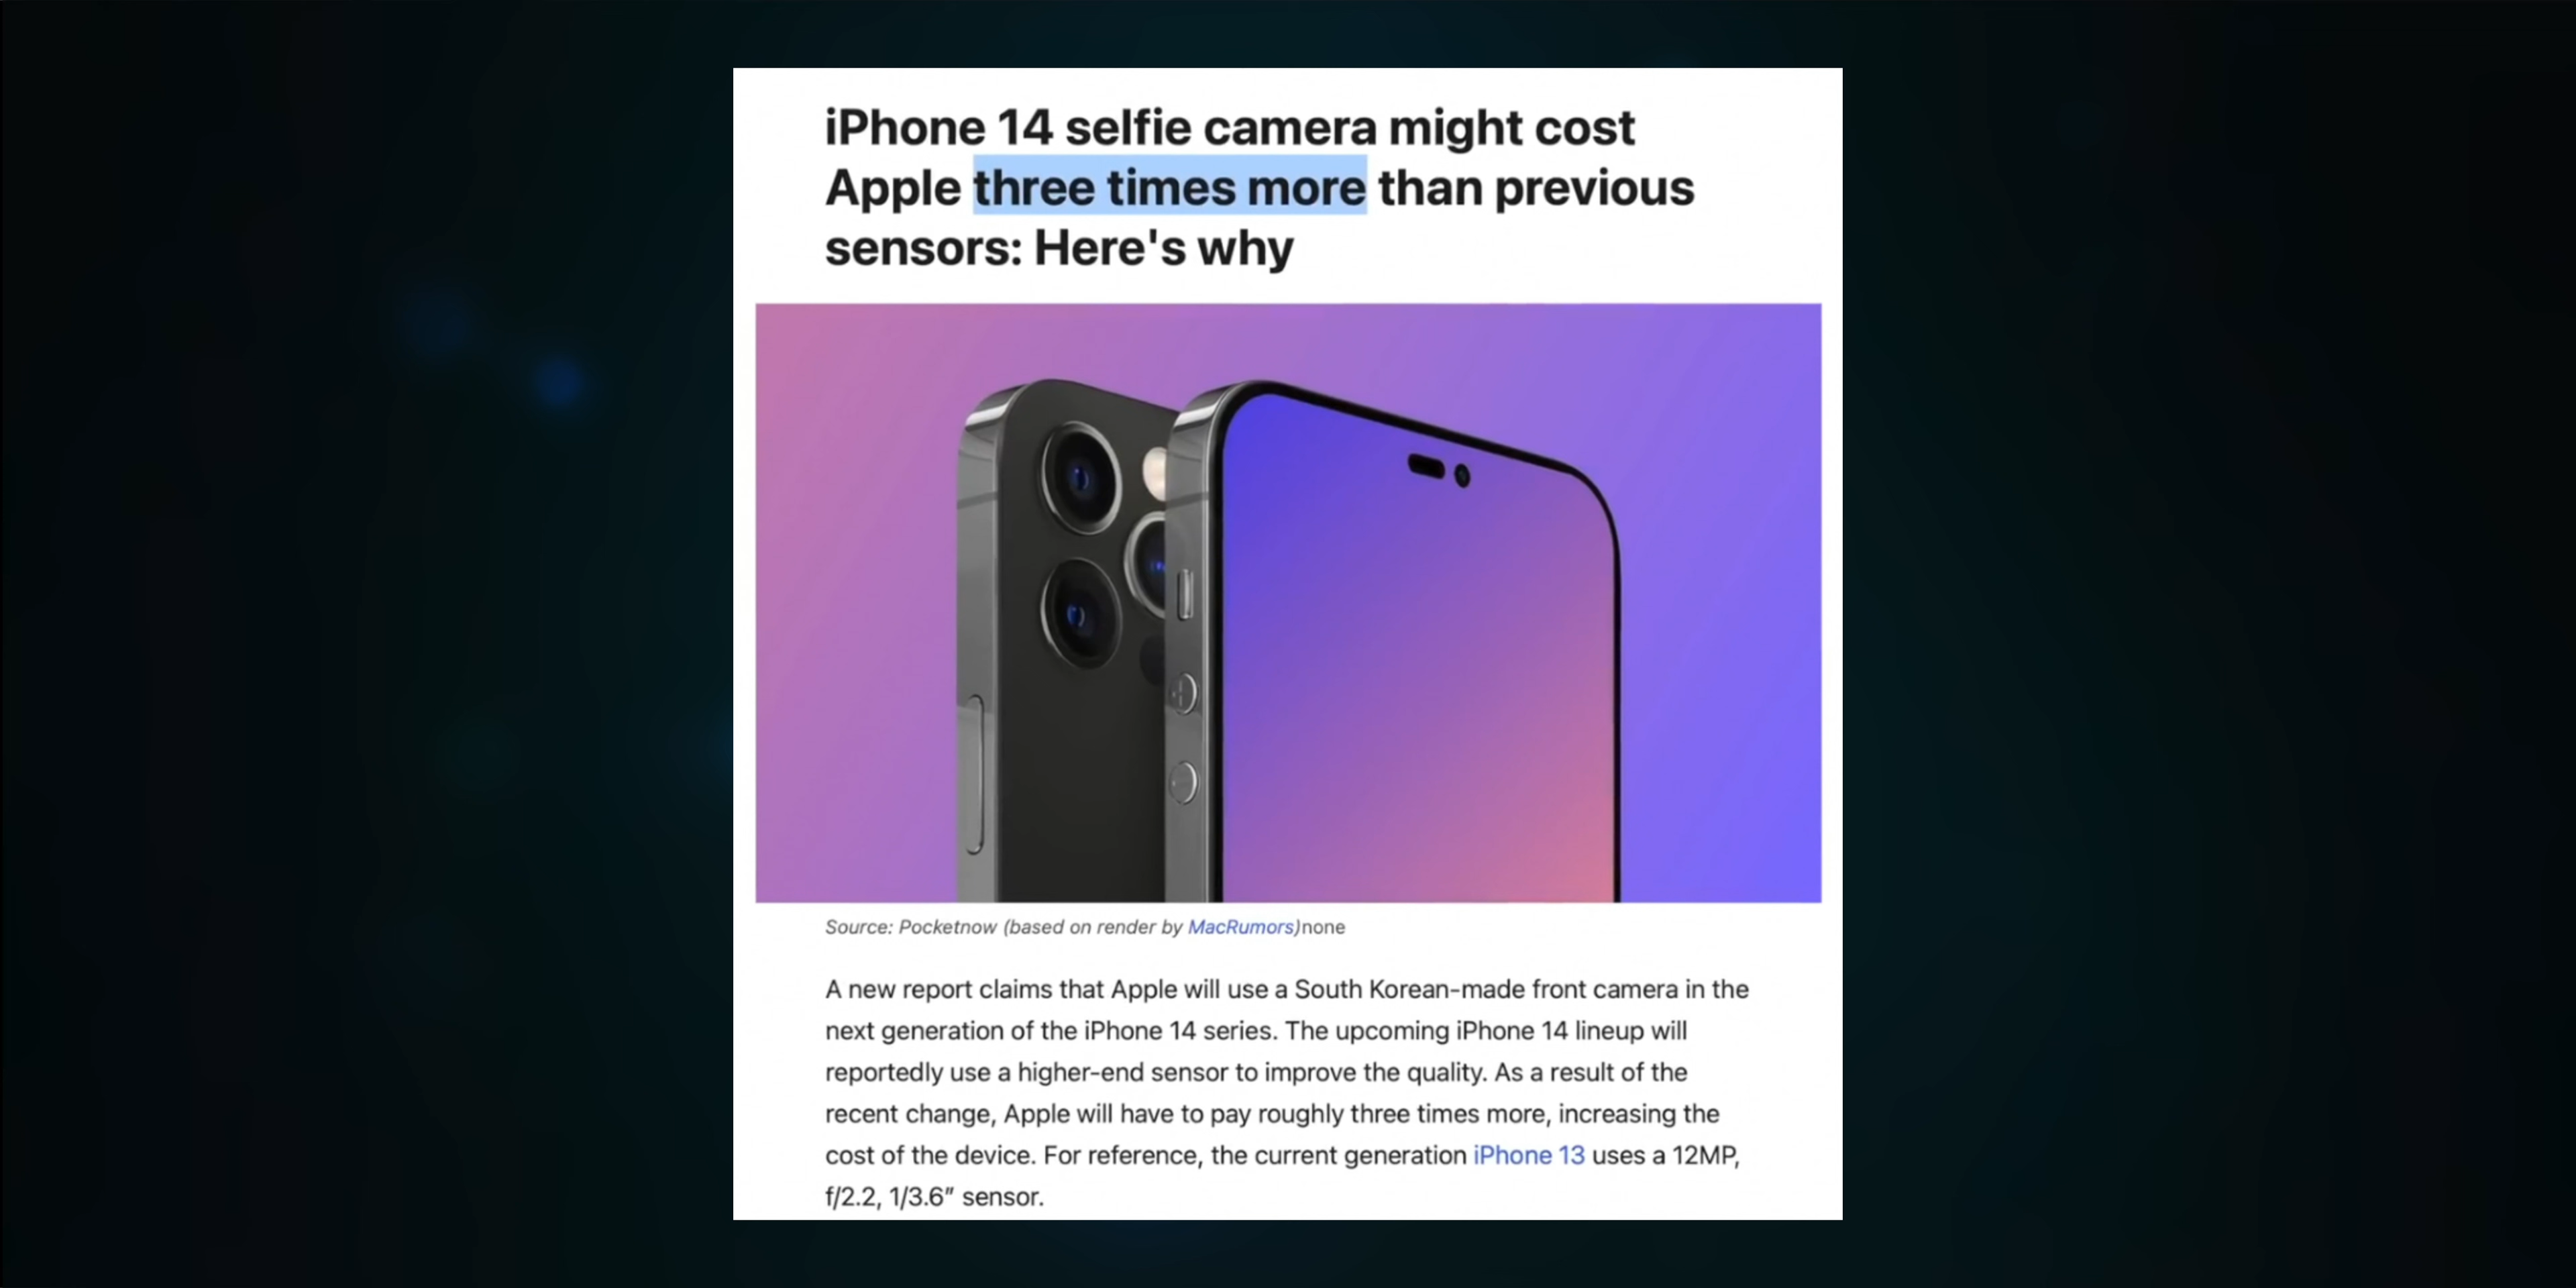 iPhone 14 selfie camera might cost
Apple three times more than previous
sensors: Here's why
Source: Pocketnow (based on render by MacRumors)none
A new report claims that Apple will use a South Korean-made front camera in the
next generation of the iPhone 14 series. The upcoming iPhone 14 lineup will
reportedly use a higher-end sensor to improve the quality. As a result of the
recent change, Apple will have to pay roughly three times more, increasing the
cost of the device. For reference, the current generation iPhone 13 uses a 12MP,
f/2.2, 1/3.6″ sensor.